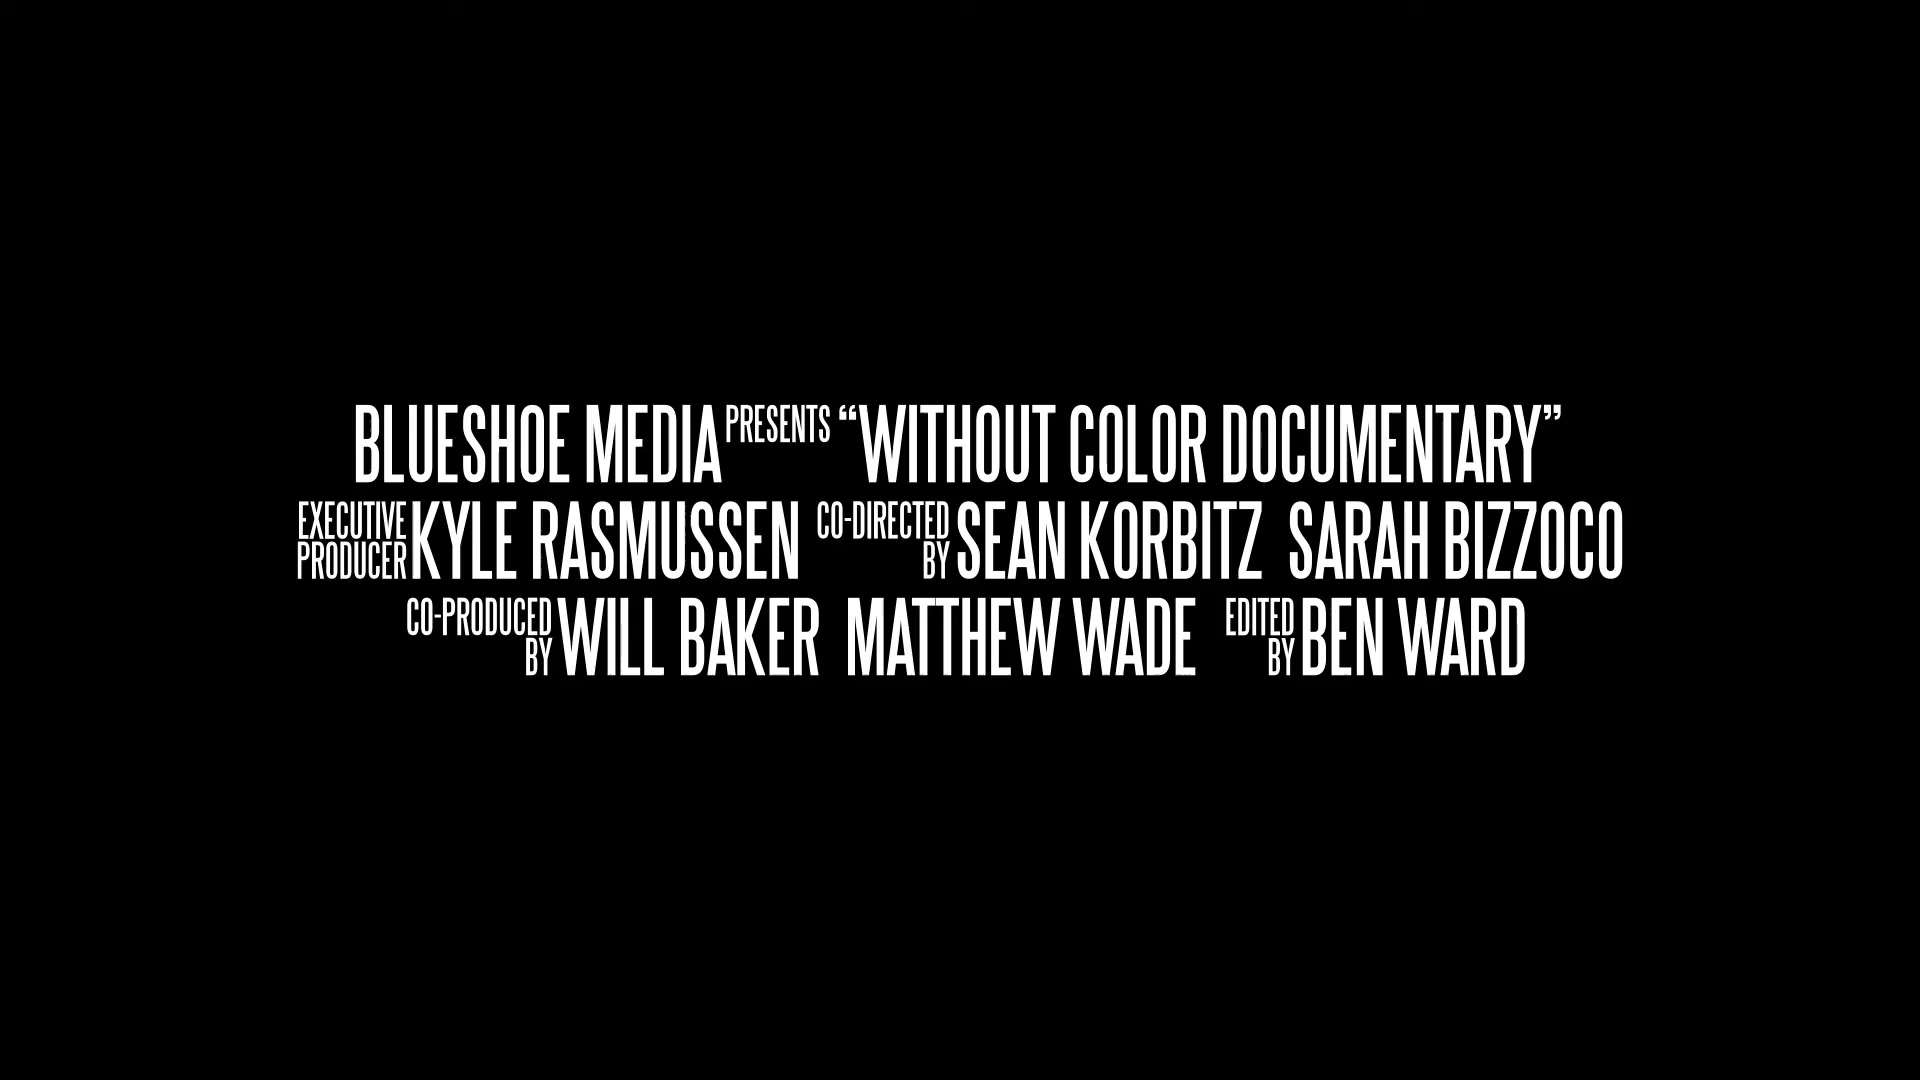 BLUESHOE MEDIA PRESENTS “WITHOUT COLOR DOCUMENTARY”
EXECUTIVE PRODUCER KYLE RASMUSSEN CO-DIRECTED BY SEAN KORBITZ SARAH BIZZOCO
CO-PRODUCED BY WILL BAKER MATTHEW WADE EDITED BY BEN WARD